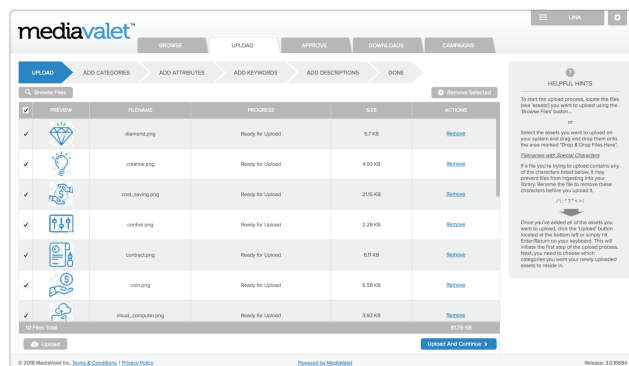 mediavalet™
LINA
BROWSE
UPLOAD
APPROVE
DOWNLOADS
CAMPAIGNS
UPLOAD
ADD CATEGORIES
ADD ATTRIBUTES
ADD KEYWORDS
ADD DESCRIPTIONS
DONE
Browse Files
Remove Selected
PREVIEW FILENAME PROGRESS SIZE ACTIONS
diamond.png Ready for Upload 5.7 KB Remove
creative.png Ready for Upload 4.93 KB Remove
cost_saving.png Ready for Upload 21.15 KB Remove
control.png Ready for Upload 2.28 KB Remove
contract.png Ready for Upload 6.11 KB Remove
coin.png Ready for Upload 6.58 KB Remove
cloud_computer.png Ready for Upload 3.92 KB Remove
10 Files Total 81.76 KB
Upload
Upload And Continue >
?
HELPFUL HINTS
To start the upload process, locate the files
(aka 'assets') you want to upload using the
'Browse Files' button...
or
Select the assets you want to upload on
your system and drag and drop them onto
the area marked "Drop & Drop Files Here".
Filenames with Special Characters
If a file you're trying to upload contains any
of the characters listed below, it may
prevent files from ingesting into your
library. Rename the file to remove these
characters before you upload it.
/ \ : * ? " < > |
Once you've added all of the assets you
want to upload, click the 'Upload' button
located at the bottom left or simply hit
Enter/Return on your keyboard. This will
initiate the first step of the upload process.
Next, you need to choose which
categories you want your newly uploaded
assets to reside in.
© 2018 MediaValet Inc. Terms & Conditions | Privacy Policy
Powered by MediaValet
Release: 3.0.16684